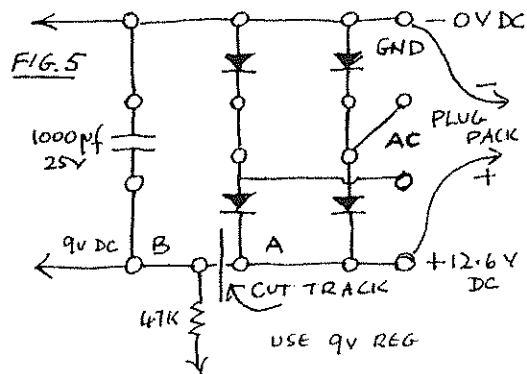 - 0V DC
GND
FIG. 5
-
PLUG
PACK
AC
1000µf
25V
+
9V DC
B
A
+12.6V
DC
CUT TRACK
47K
USE 9V REG